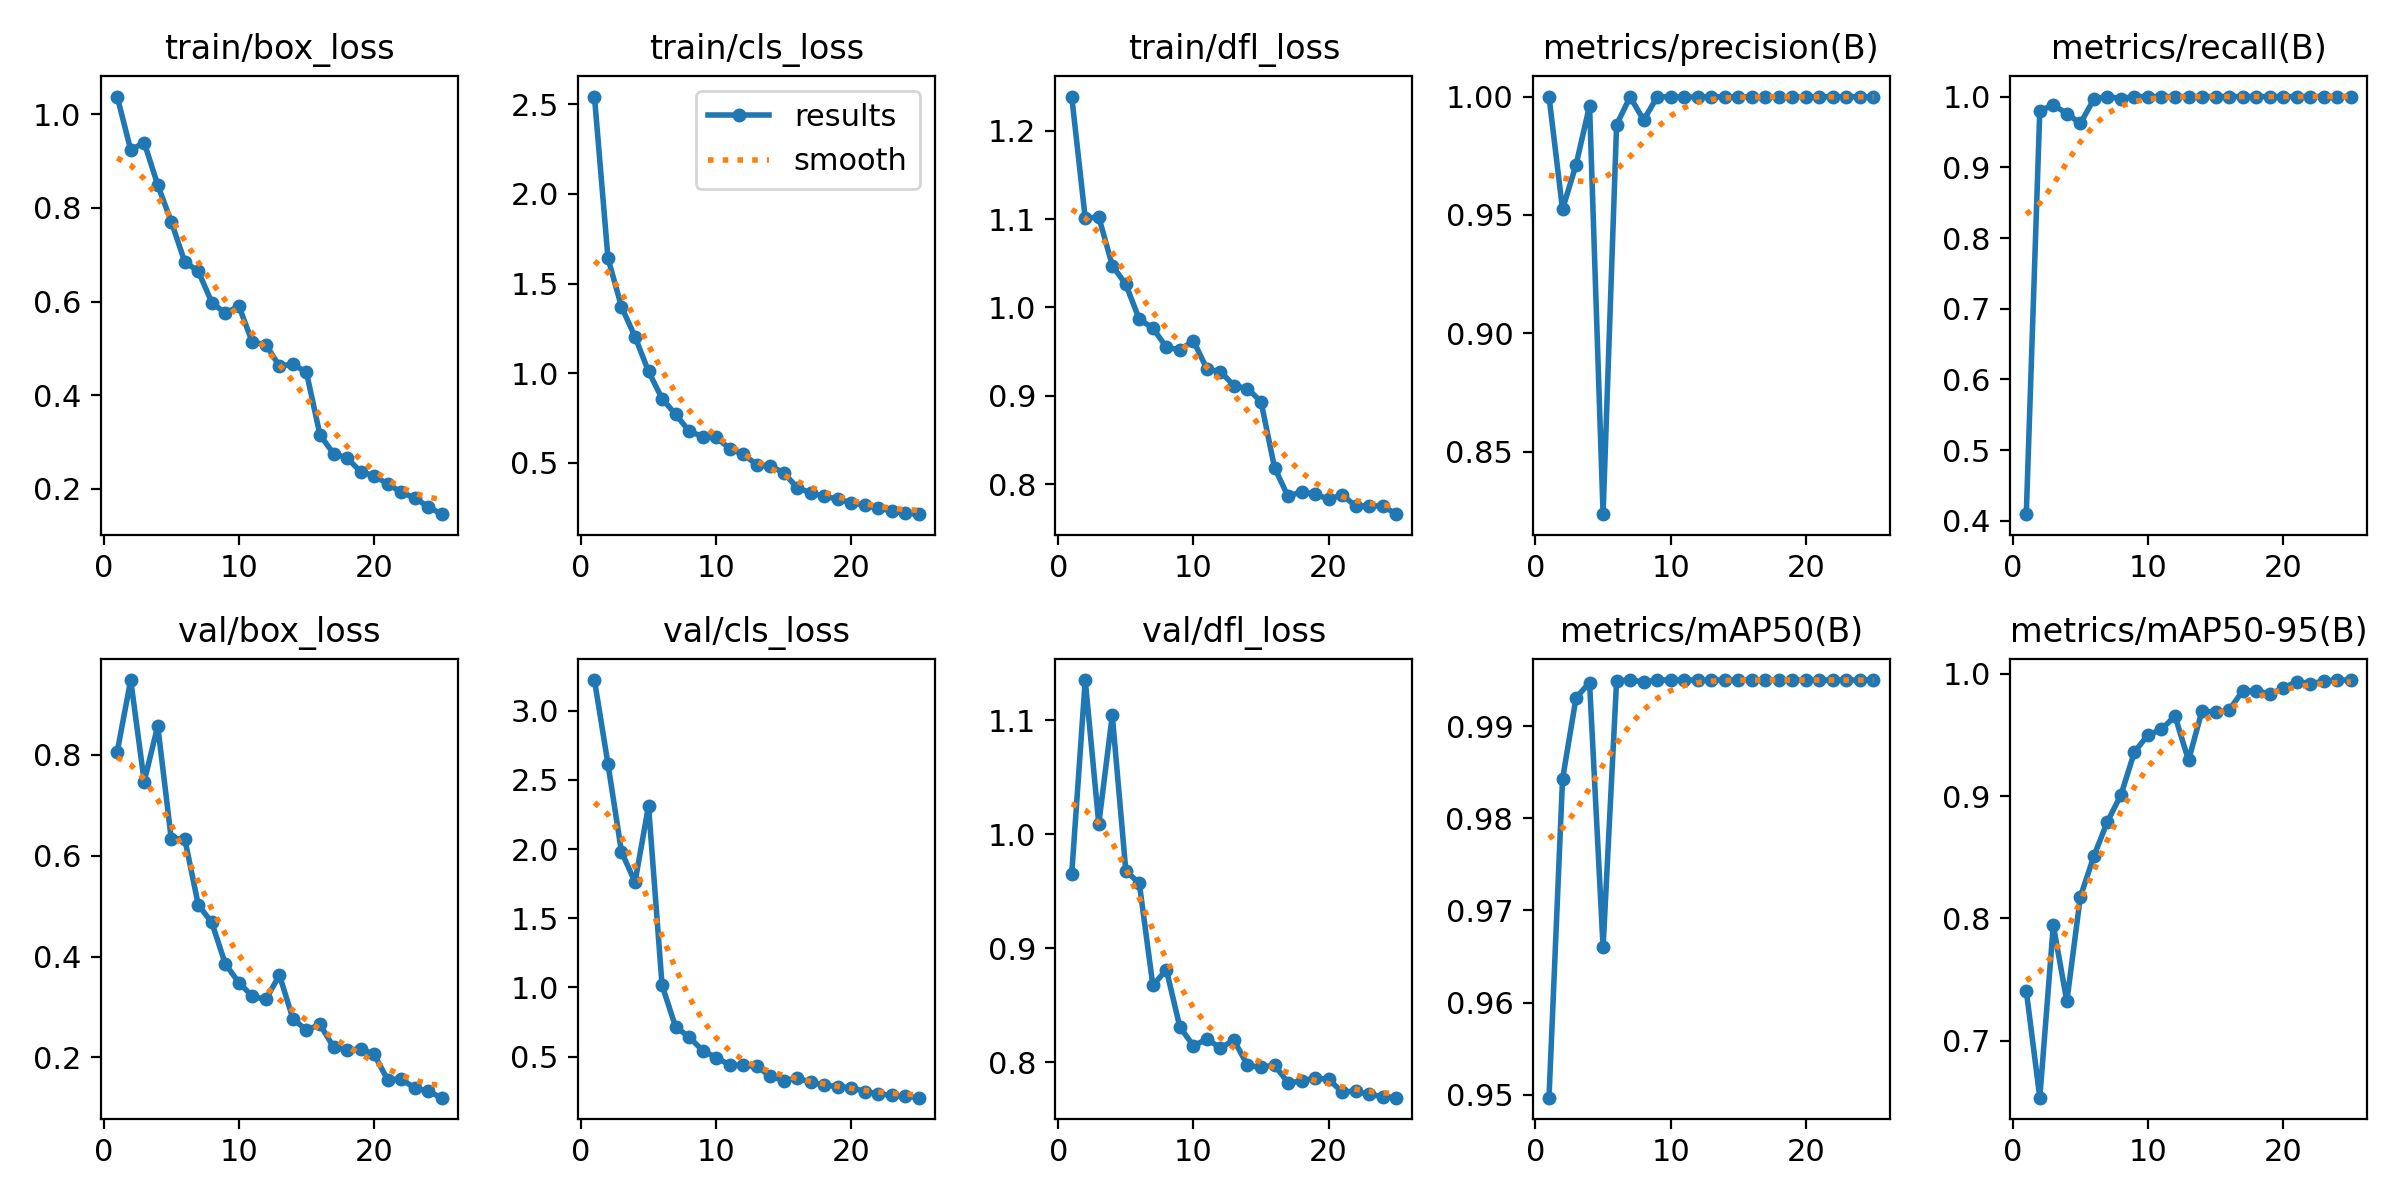 train/box_loss
1.0
0.8
0.6
0.4
0.2
0 10 20
train/cls_loss
results
smooth
2.5
2.0
1.5
1.0
0.5
0 10 20
train/dfl_loss
1.2
1.1
1.0
0.9
0.8
0 10 20
metrics/precision(B)
1.00
0.95
0.90
0.85
0 10 20
metrics/recall(B)
1.0
0.9
0.8
0.7
0.6
0.5
0.4
0 10 20
val/box_loss
0.8
0.6
0.4
0.2
0 10 20
val/cls_loss
3.0
2.5
2.0
1.5
1.0
0.5
0 10 20
val/dfl_loss
1.1
1.0
0.9
0.8
0 10 20
metrics/mAP50(B)
0.99
0.98
0.97
0.96
0.95
0 10 20
metrics/mAP50-95(B)
1.0
0.9
0.8
0.7
0 10 20